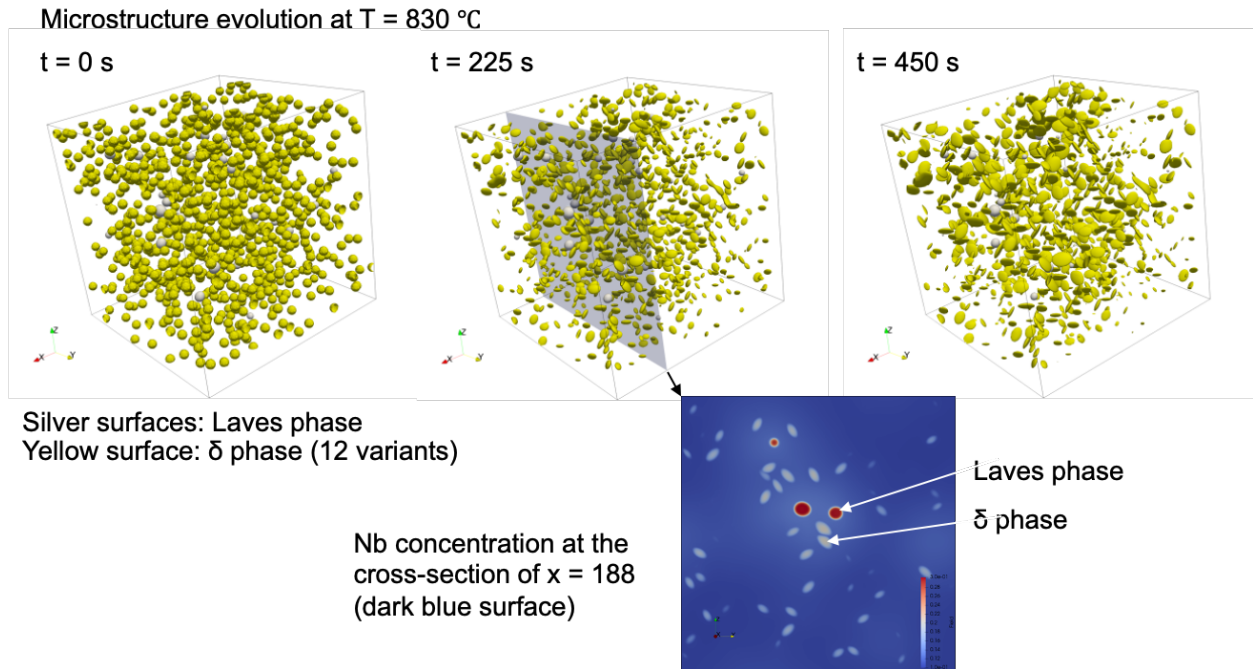 Microstructure evolution at T = 830 ℃
t = 0 s
t = 225 s
t = 450 s
Z
X
Y
Z
X
Y
Z
X
Y
Silver surfaces: Laves phase
Yellow surface: δ phase (12 variants)
Laves phase
δ phase
Nb concentration at the
cross-section of x = 188
(dark blue surface)